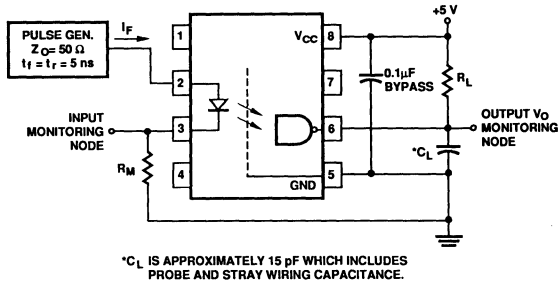 +5 V
PULSE GEN.
Z_O = 50 Ω
t_f = t_r = 5 ns
I_F
1
V_CC
8
2
7
0.1μF
BYPASS
R_L
INPUT
MONITORING
NODE
3
6
OUTPUT V_O
MONITORING
NODE
*C_L
R_M
4
5
GND
*C_L IS APPROXIMATELY 15 pF WHICH INCLUDES
PROBE AND STRAY WIRING CAPACITANCE.